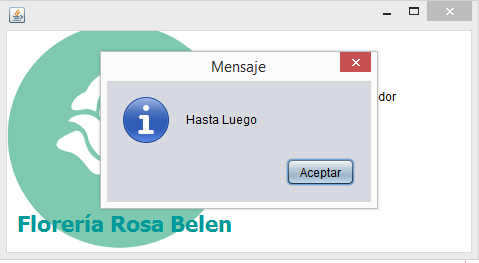 Mensaje
dor
Hasta Luego
Aceptar
Florería Rosa Belen